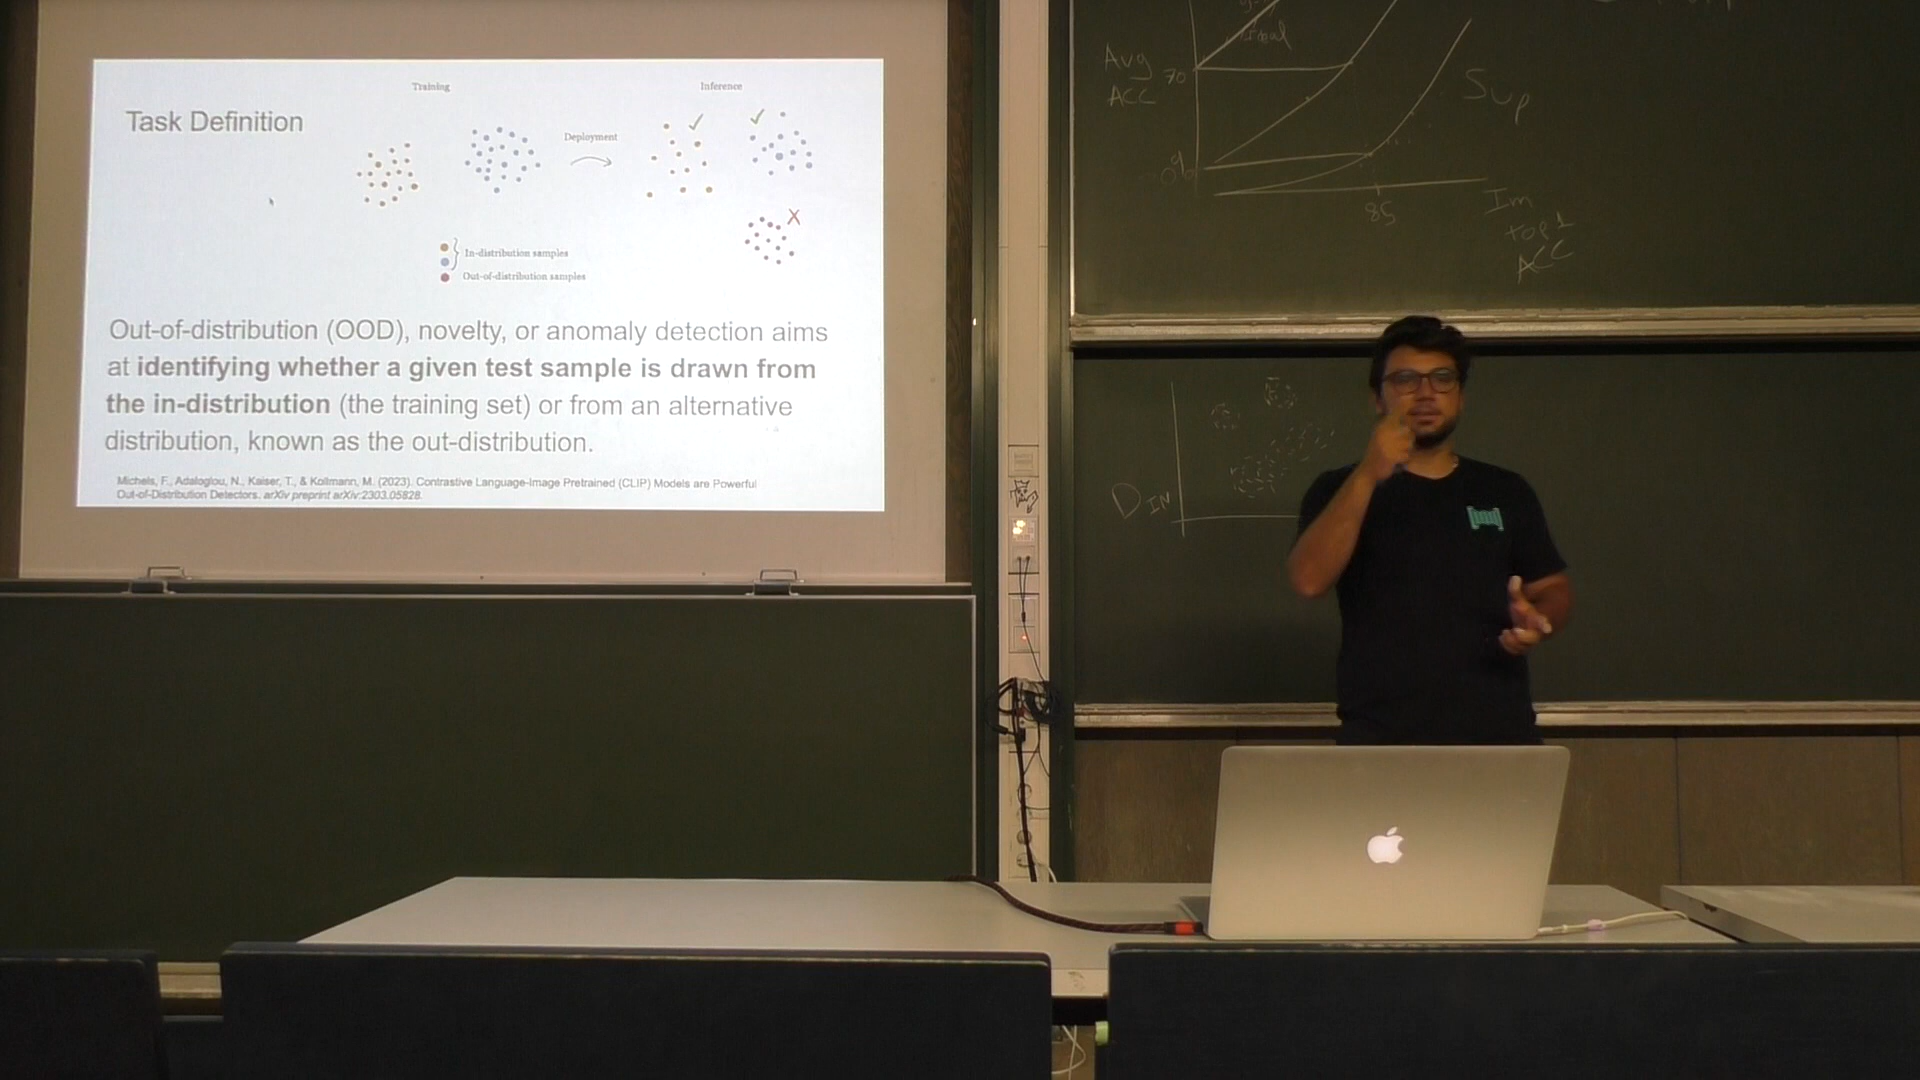 Training
Inference
Task Definition
Deployment
In-distribution samples
Out-of-distribution samples
Out-of-distribution (OOD), novelty, or anomaly detection aims
at identifying whether a given test sample is drawn from
the in-distribution (the training set) or from an alternative
distribution, known as the out-distribution.
Michels, F., Adaloglou, N., Kaiser, T., & Kollmann, M. (2023). Contrastive Language-Image Pretrained (CLIP) Models are Powerful
Out-of-Distribution Detectors. arXiv preprint arXiv:2303.05828.
Avg
ACC
70
Sup
85
Im
top1
ACC
D IN